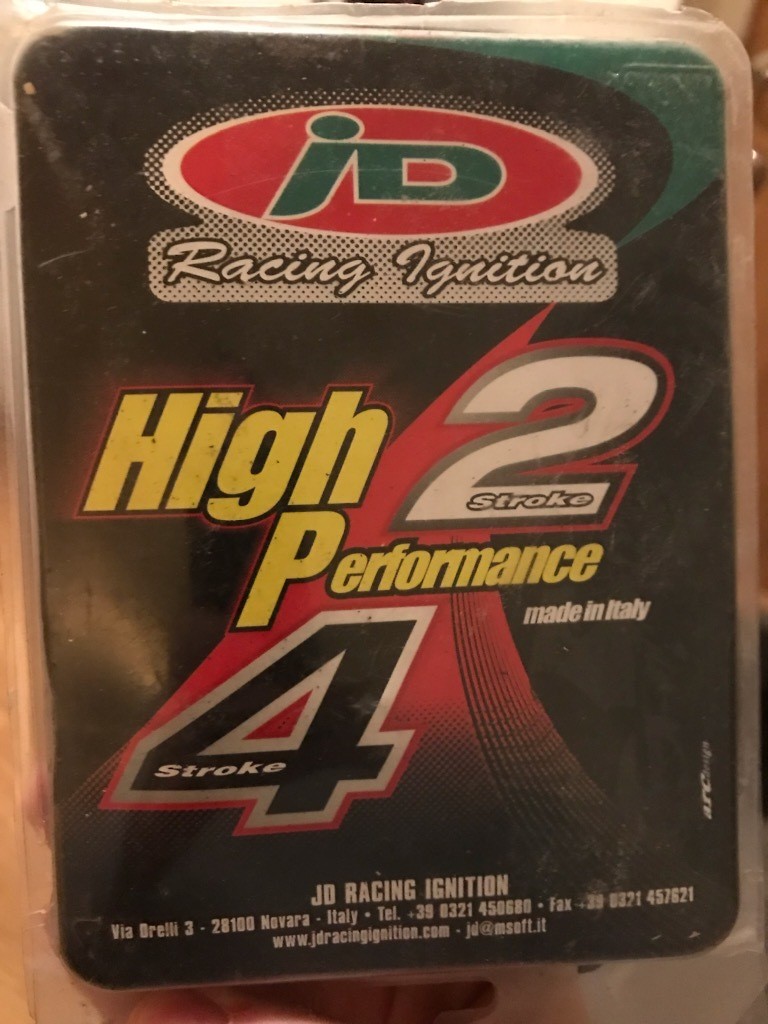 JD
Racing Ignition
High
2
Stroke
Performance
made in Italy
4
Stroke
JD RACING IGNITION
Via Orelli 3 - 28100 Novara - Italy • Tel. +39 0321 450680 • Fax +39 0321 457621
www.jdracingignition.com - jd@msoft.it